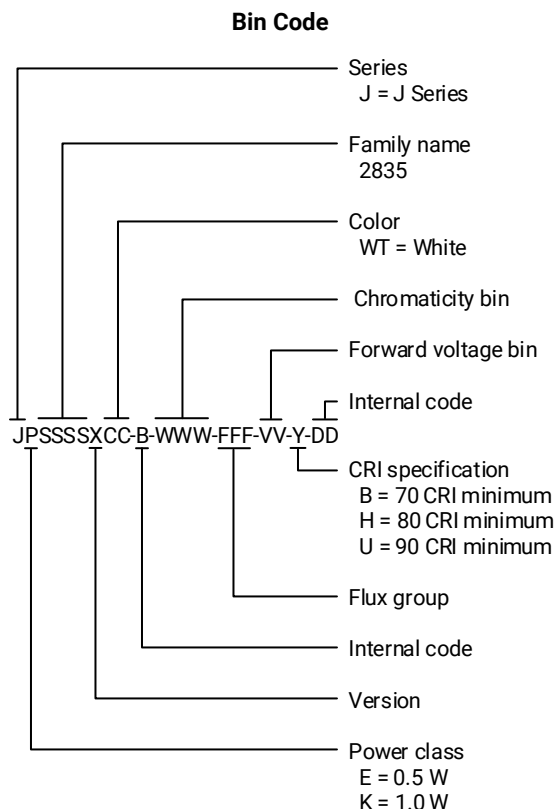 Bin Code
Series
J = J Series
Family name
2835
Color
WT = White
Chromaticity bin
Forward voltage bin
Internal code
JPSSSSXCC-B-WWW-FFF-VV-Y-DD
CRI specification
B = 70 CRI minimum
H = 80 CRI minimum
U = 90 CRI minimum
Flux group
Internal code
Version
Power class
E = 0.5 W
K = 1.0 W